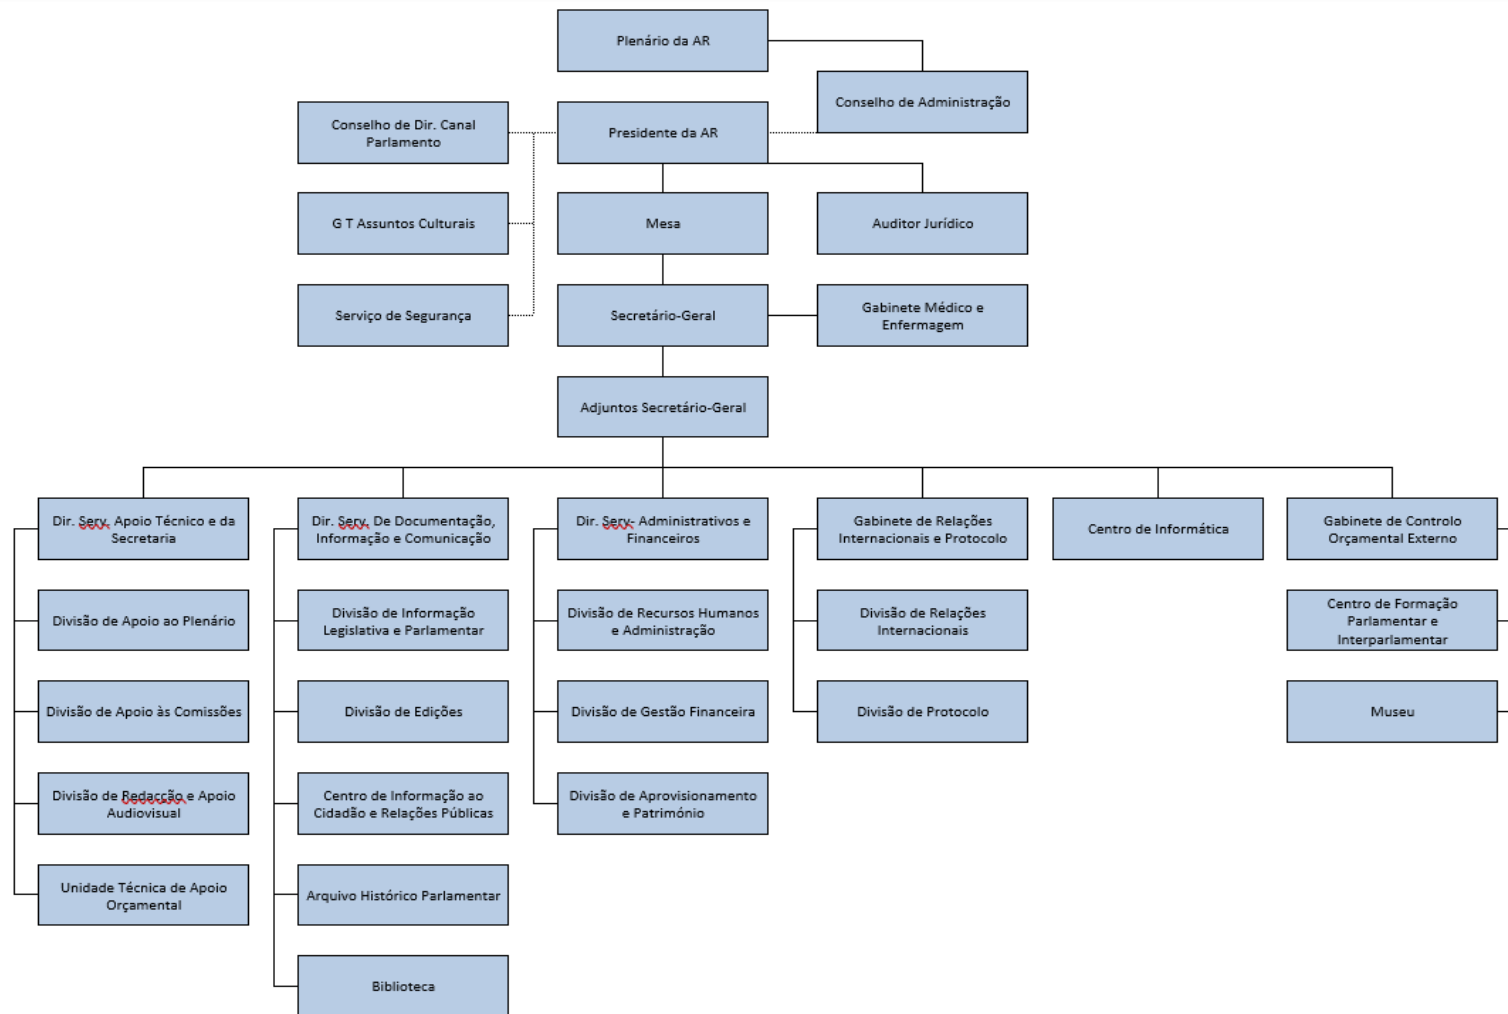 Plenário da AR
Conselho de Administração
Conselho de Dir. Canal
Parlamento
Presidente da AR
G T Assuntos Culturais
Mesa
Auditor Jurídico
Serviço de Segurança
Secretário-Geral
Gabinete Médico e
Enfermagem
Adjuntos Secretário-Geral
Dir. Serv. Apoio Técnico e da
Secretaria
Dir. Serv. De Documentação,
Informação e Comunicação
Dir. Serv- Administrativos e
Financeiros
Gabinete de Relações
Internacionais e Protocolo
Centro de Informática
Gabinete de Controlo
Orçamental Externo
Divisão de Apoio ao Plenário
Divisão de Informação
Legislativa e Parlamentar
Divisão de Recursos Humanos
e Administração
Divisão de Relações
Internacionais
Centro de Formação
Parlamentar e
Interparlamentar
Divisão de Apoio às Comissões
Divisão de Edições
Divisão de Gestão Financeira
Divisão de Protocolo
Museu
Divisão de Redacção e Apoio
Audiovisual
Centro de Informação ao
Cidadão e Relações Públicas
Divisão de Aprovisionamento
e Património
Unidade Técnica de Apoio
Orçamental
Arquivo Histórico Parlamentar
Biblioteca